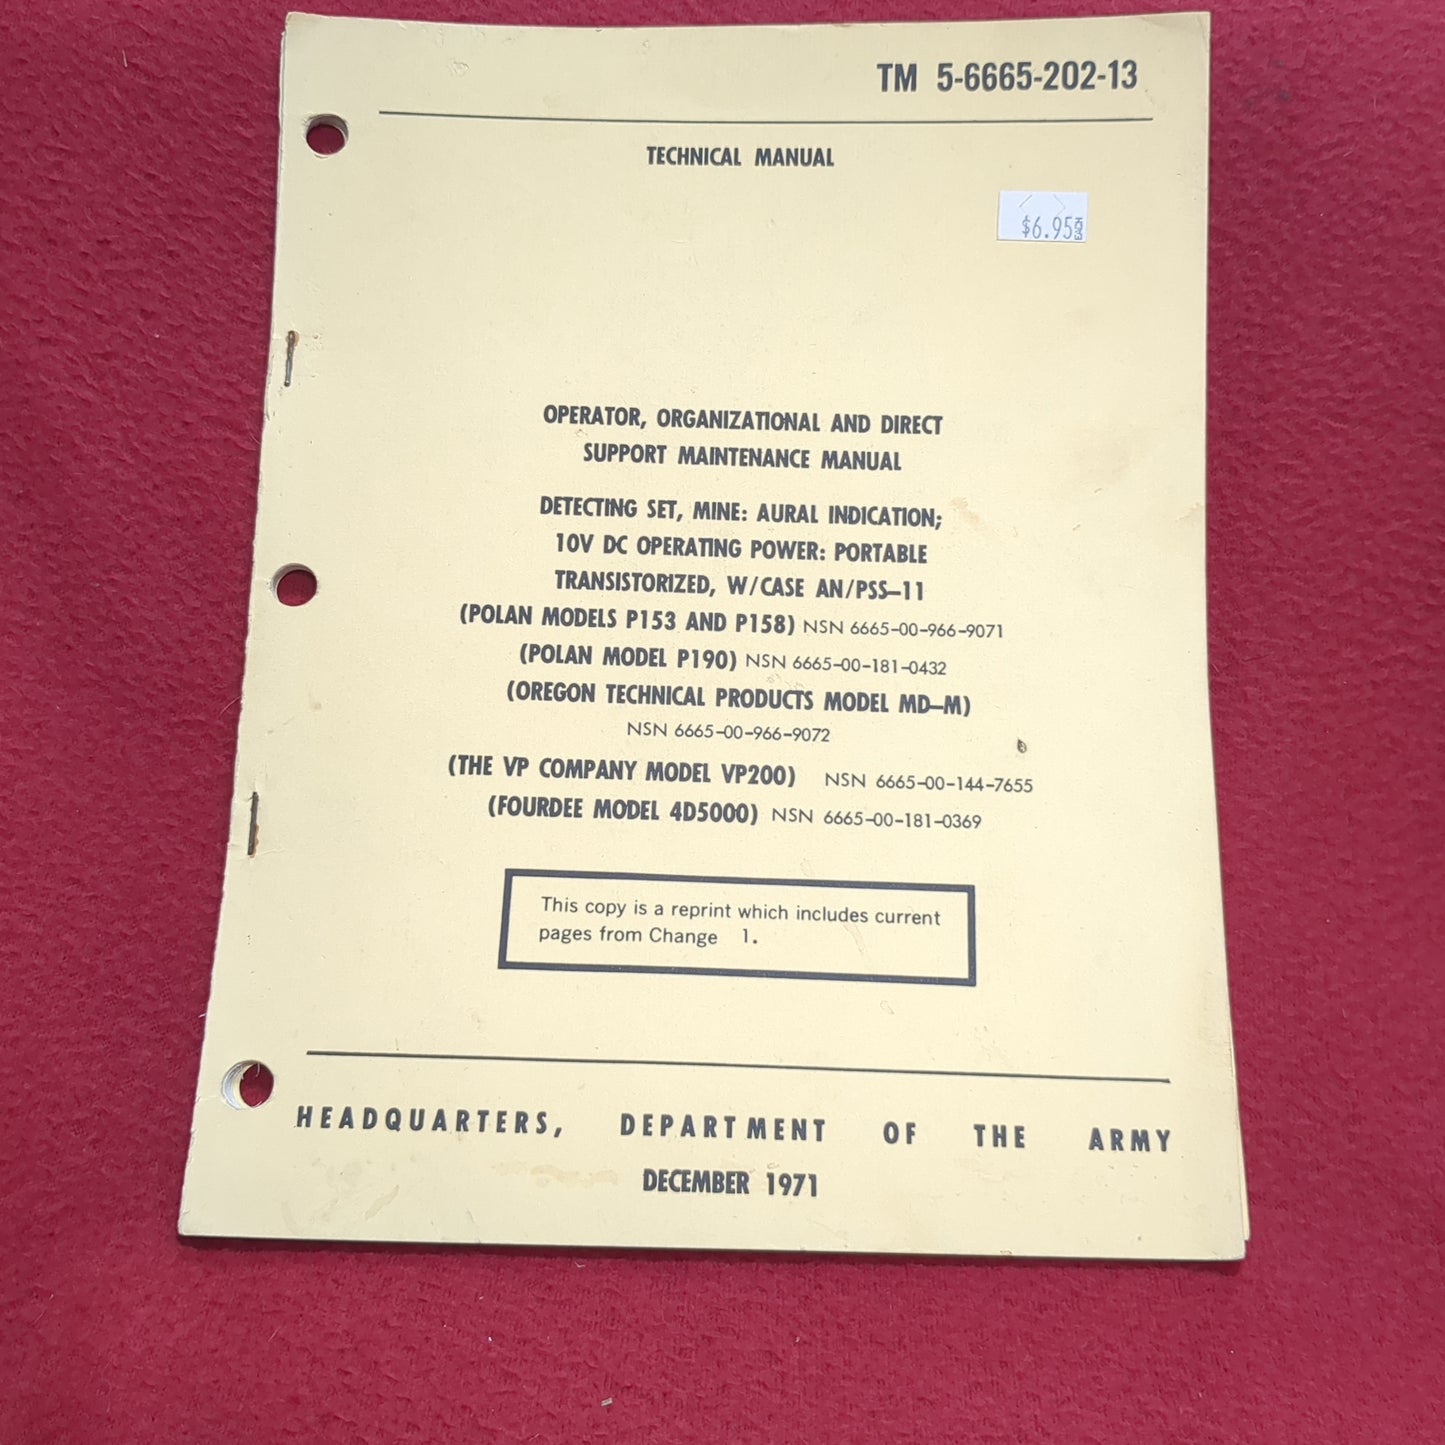 TM 5-6665-202-13
TECHNICAL MANUAL
$6.95 EACH
OPERATOR, ORGANIZATIONAL AND DIRECT
SUPPORT MAINTENANCE MANUAL
DETECTING SET, MINE: AURAL INDICATION;
10V DC OPERATING POWER: PORTABLE
TRANSISTORIZED, W/CASE AN/PSS-11
(POLAN MODELS P153 AND P158) NSN 6665-00-966-9071
(POLAN MODEL P190) NSN 6665-00-181-0432
(OREGON TECHNICAL PRODUCTS MODEL MD-M)
NSN 6665-00-966-9072
(THE VP COMPANY MODEL VP200) NSN 6665-00-144-7655
(FOURDEE MODEL 4D5000) NSN 6665-00-181-0369
This copy is a reprint which includes current
pages from Change 1.
HEADQUARTERS, DEPARTMENT OF THE ARMY
DECEMBER 1971